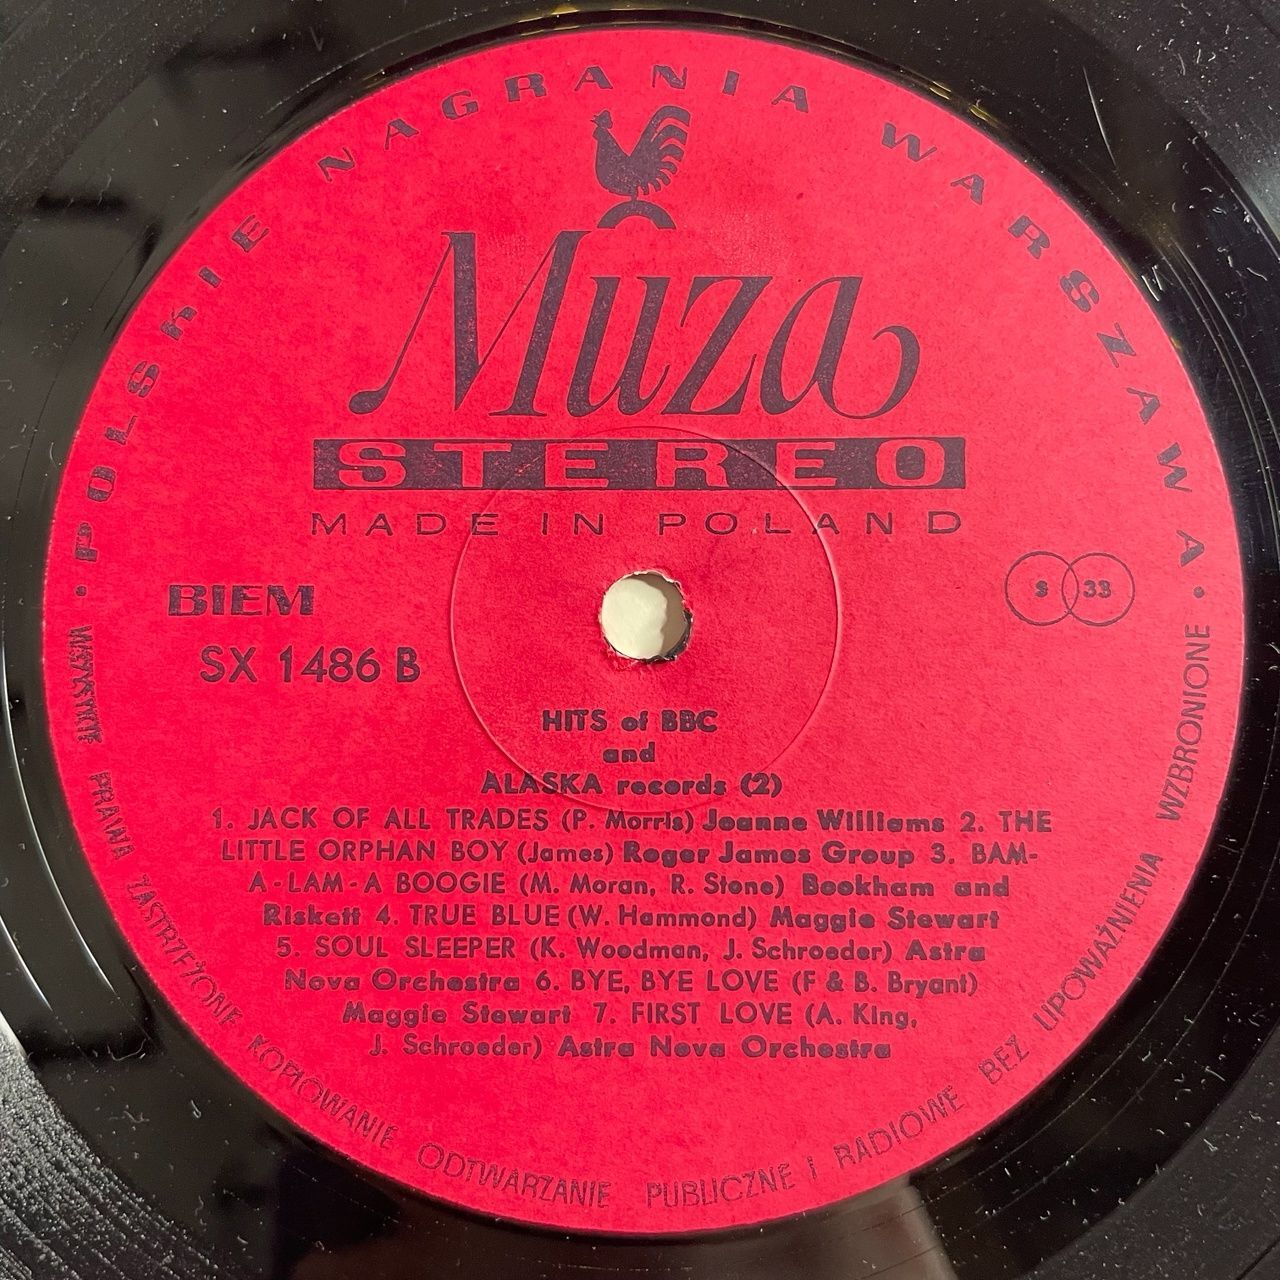 POLSKIE NAGRANIA WARSZAWA
Muza
STEREO
MADE IN POLAND
BIEM
S 33
SX 1486 B
HITS of BBC
and
ALASKA records (2)
1. JACK OF ALL TRADES (P. Morris) Joanne Williams 2. THE
LITTLE ORPHAN BOY (James) Roger James Group 3. BAM-
A-LAM-A BOOGIE (M. Moran, R. Stone) Bookham and
Riskett 4. TRUE BLUE (W. Hammond) Maggie Stewart
5. SOUL SLEEPER (K. Woodman, J. Schroeder) Astra
Nova Orchestra 6. BYE, BYE LOVE (F & B. Bryant)
Maggie Stewart 7. FIRST LOVE (A. King,
J. Schroeder) Astra Nova Orchestra
WSZYSTKIE PRAWA ZASTRZEŻONE KOPIOWANIE ODTWARZANIE PUBLICZNE I RADIOWE BEZ UPOWAŻNIENIA WZBRONIONE